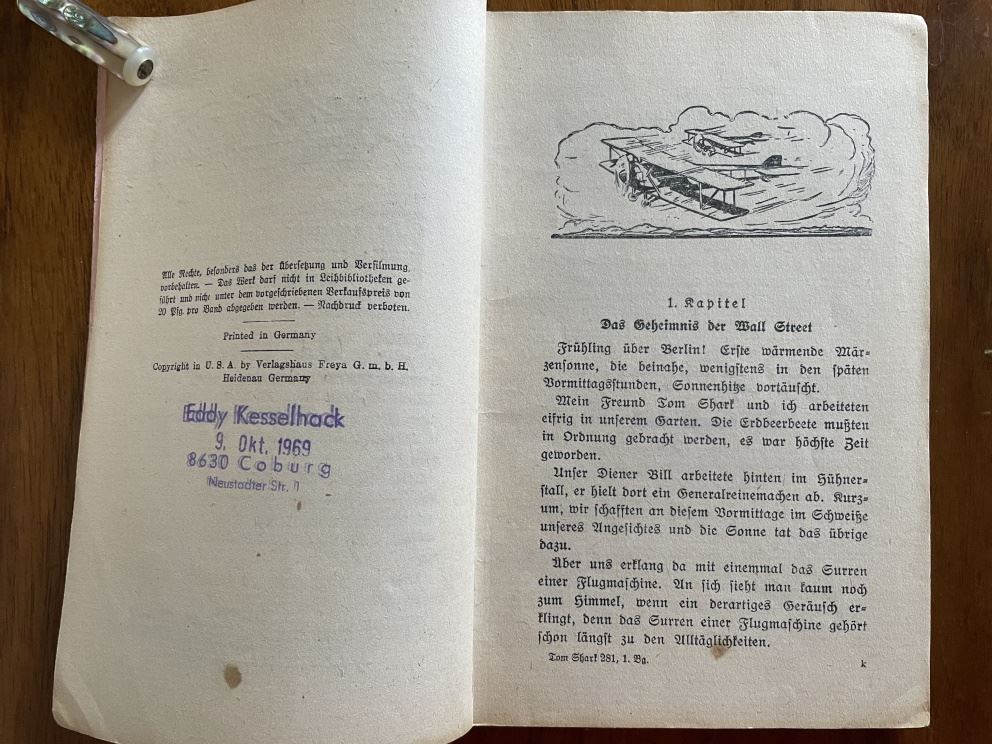 Alle Rechte, besonders das der Übersetzung und Verfilmung,
vorbehalten. — Das Werk darf nicht in Leihbibliotheken ge-
führt und nicht unter dem vorgeschriebenen Verkaufspreis von
20 Pfg. pro Band abgegeben werden. — Nachdruck verboten.
Printed in Germany
Copyright in U. S. A. by Verlagshaus Freya G. m. b. H.
Heidenau Germany
Eddy Kesselhack
9. Okt. 1969
8630 Coburg
Neustadter Str. 1
1. Kapitel
Das Geheimnis der Wall Street
Frühling über Berlin! Erste wärmende Mär-
zensonne, die beinahe, wenigstens in den späten
Vormittagsstunden, Sonnenhitze vortäuscht.
Mein Freund Tom Shark und ich arbeiteten
eifrig in unserem Garten. Die Erdbeerbeete mußten
in Ordnung gebracht werden, es war höchste Zeit
geworden.
Unser Diener Bill arbeitete hinten im Hühner-
stall, er hielt dort ein Generalreinemachen ab. Kurz-
um, wir schafften an diesem Vormittage im Schweiße
unseres Angesichtes und die Sonne tat das übrige
dazu.
Über uns erklang da mit einemmal das Surren
einer Flugmaschine. An sich sieht man kaum noch
zum Himmel, wenn ein derartiges Geräusch er-
klingt, denn das Surren einer Flugmaschine gehört
schon längst zu den Alltäglichkeiten.
Tom Shark 281, 1. Bg.
k